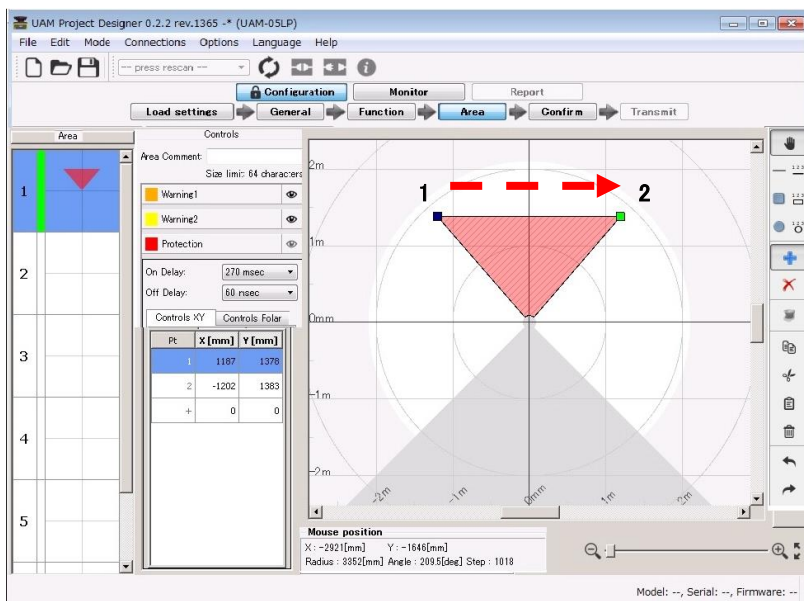 UAM Project Designer 0.2.2 rev.1365 -* (UAM-05LP)
File Edit Mode Connections Options Language Help
-- press rescan --
Configuration Monitor Report
Load settings General Function Area Confirm Transmit
Area
1
2
3
4
5
Controls
Area Comment:
Size limit 64 characters
Warning1
Warning2
Protection
On Delay: 270 msec
Off Delay: 60 msec
Controls XY Controls Polar
Pt X [mm] Y [mm]
1 1187 1378
2 -1202 1383
+ 0 0
2m
1 2
1m
0mm
-1m
-2m
-2m -1m 0mm 1m 2m
Mouse position
X : -2921[mm] Y : -1646[mm]
Radius : 3352[mm] Angle : 209.5[deg] Step : 1018
Model: --, Serial: --, Firmware: --